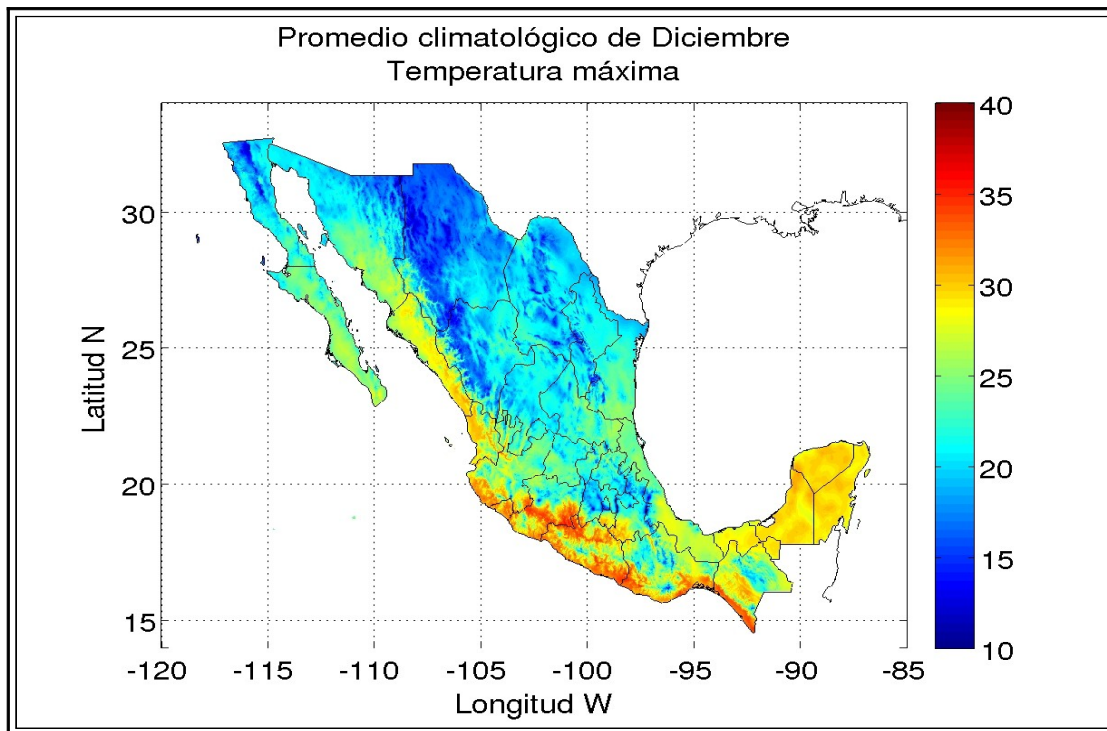 Promedio climatológico de Diciembre
Temperatura máxima
40
35
30
25
20
15
10
Latitud N
30
25
20
15
-120 -115 -110 -105 -100 -95 -90 -85
Longitud W